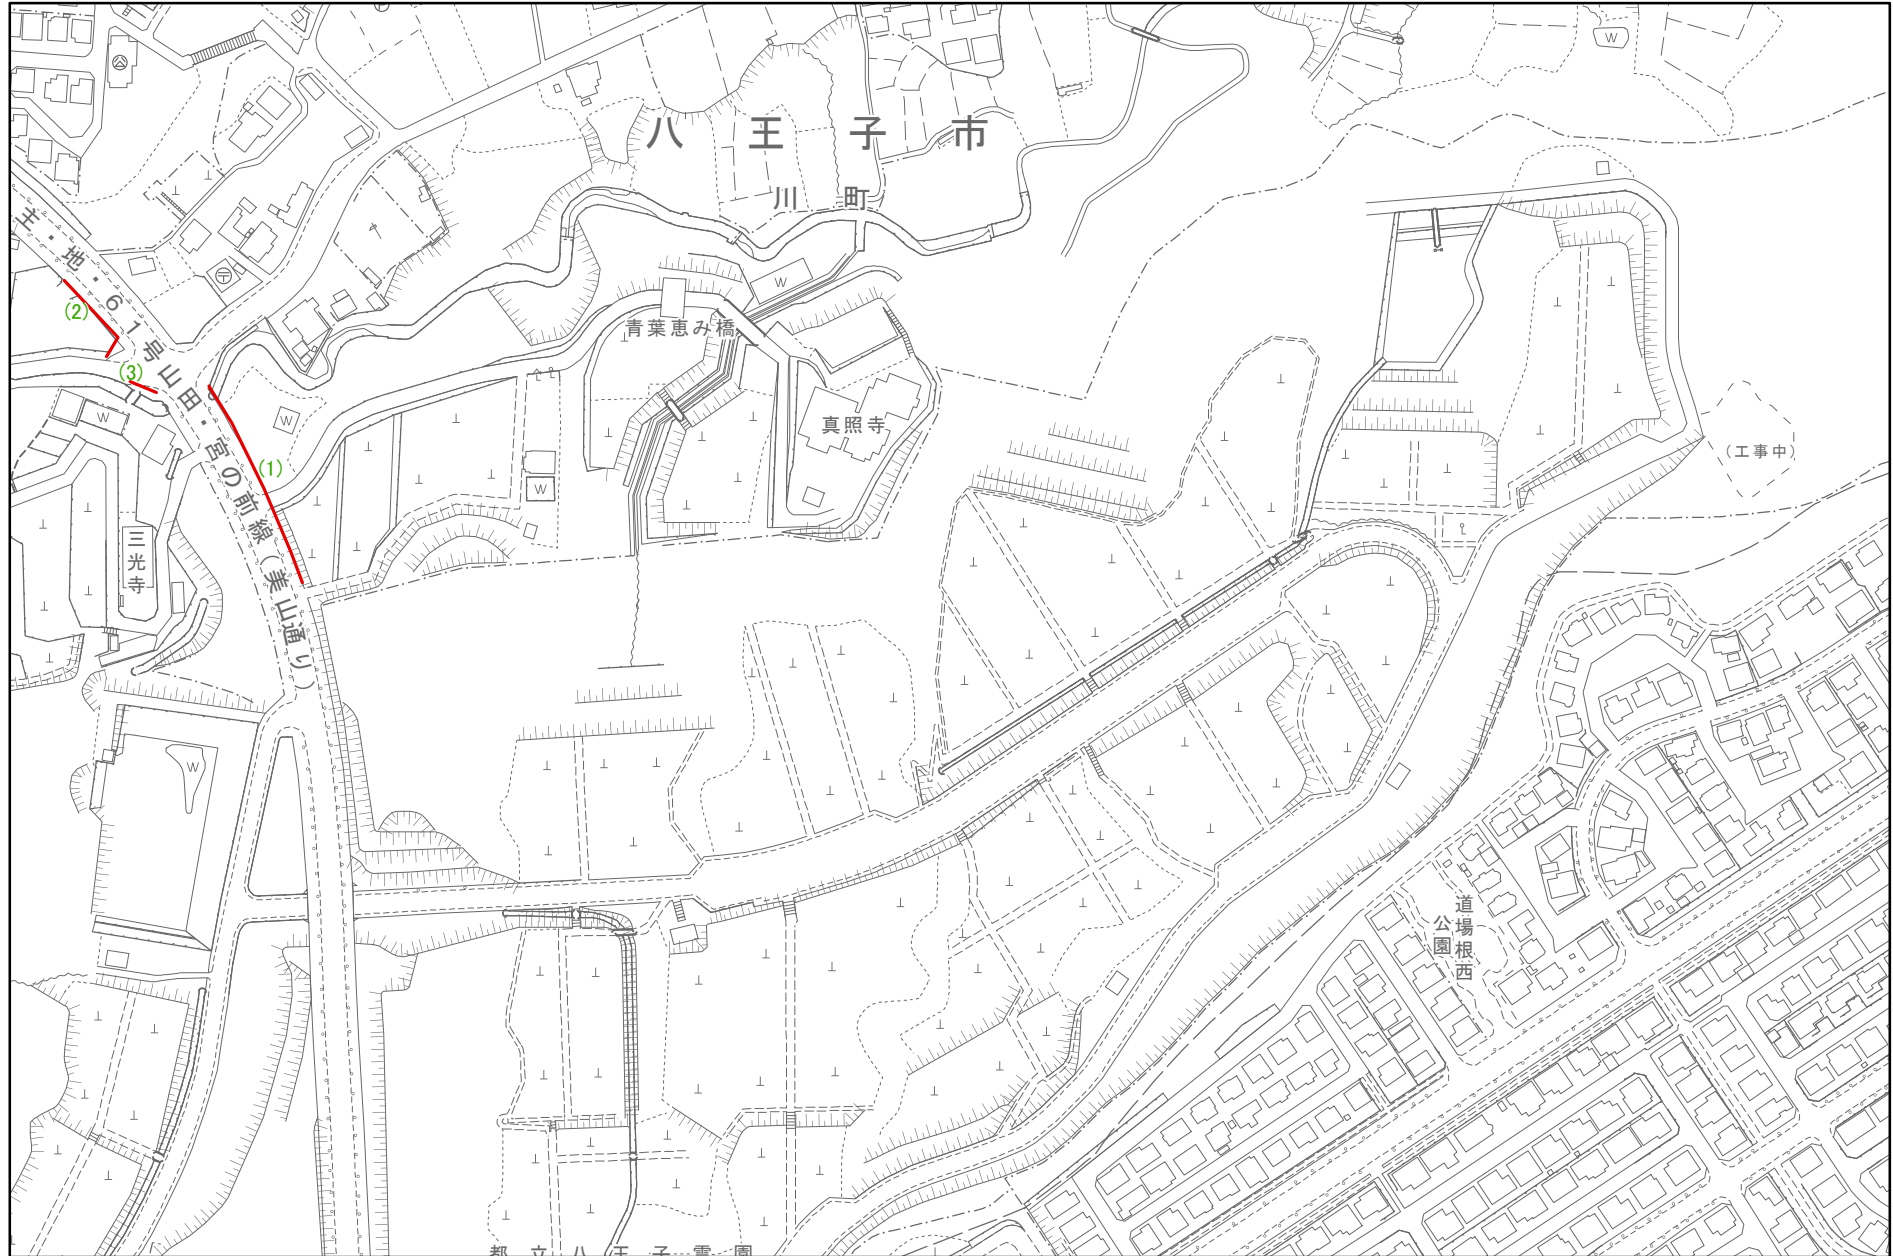 八王子市
川町
主・地・61号山田・宮の前線(美山通り)
(2)
(3)
(1)
青葉恵み橋
真照寺
(工事中)
三光寺
道場根西
公園
都立八王子霊園
W
W
W
W
W
W